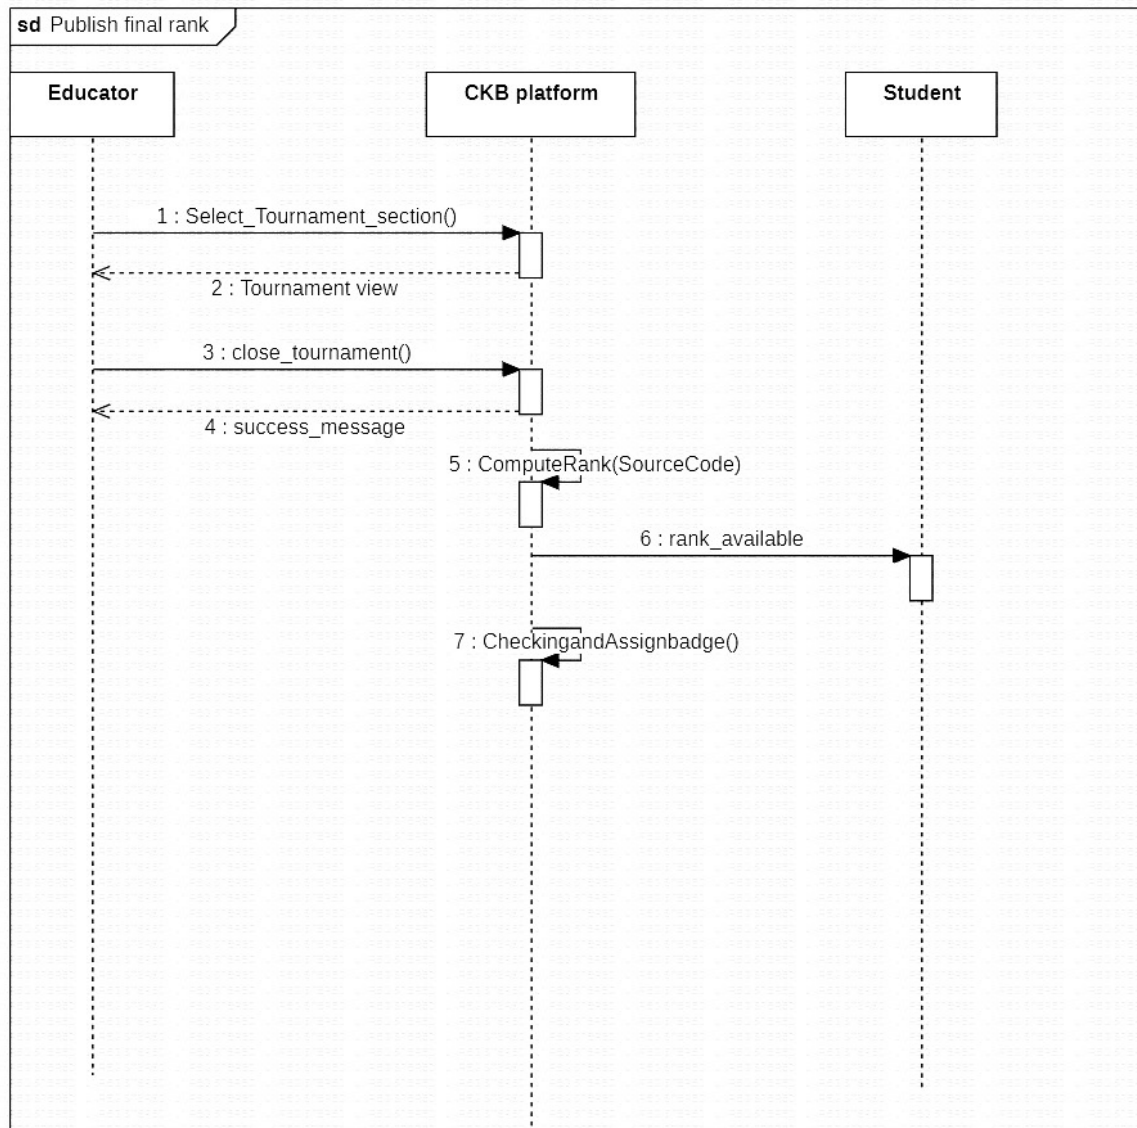 sd Publish final rank
Educator
CKB platform
Student
1 : Select_Tournament_section()
2 : Tournament view
3 : close_tournament()
4 : success_message
5 : ComputeRank(SourceCode)
6 : rank_available
7 : CheckingandAssignbadge()